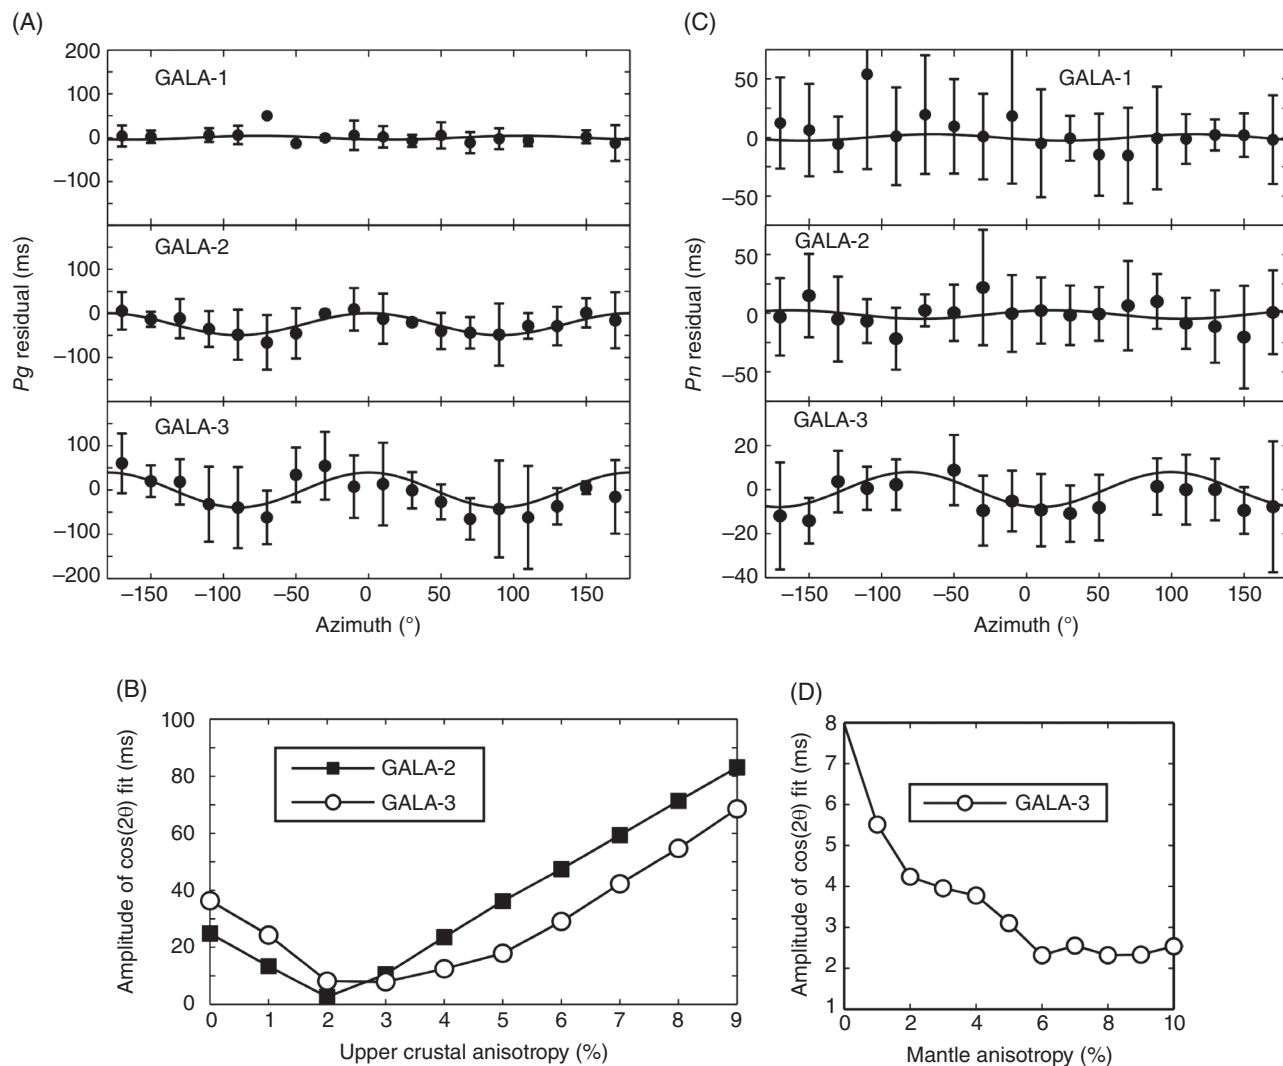 (A)
200
100
0
−100
GALA-1
100
0
−100
GALA-2
100
0
−100
−200
GALA-3
Pg residual (ms)
−150 −100 −50 0 50 100 150
Azimuth (°)
(C)
50
0
−50
GALA-1
50
0
−50
GALA-2
20
0
−20
−40
GALA-3
Pn residual (ms)
−150 −100 −50 0 50 100 150
Azimuth (°)
(B)
100
80
60
40
20
0
Amplitude of cos(2θ) fit (ms)
GALA-2
GALA-3
0 1 2 3 4 5 6 7 8 9
Upper crustal anisotropy (%)
(D)
8
7
6
5
4
3
2
1
Amplitude of cos(2θ) fit (ms)
GALA-3
0 2 4 6 8 10
Mantle anisotropy (%)